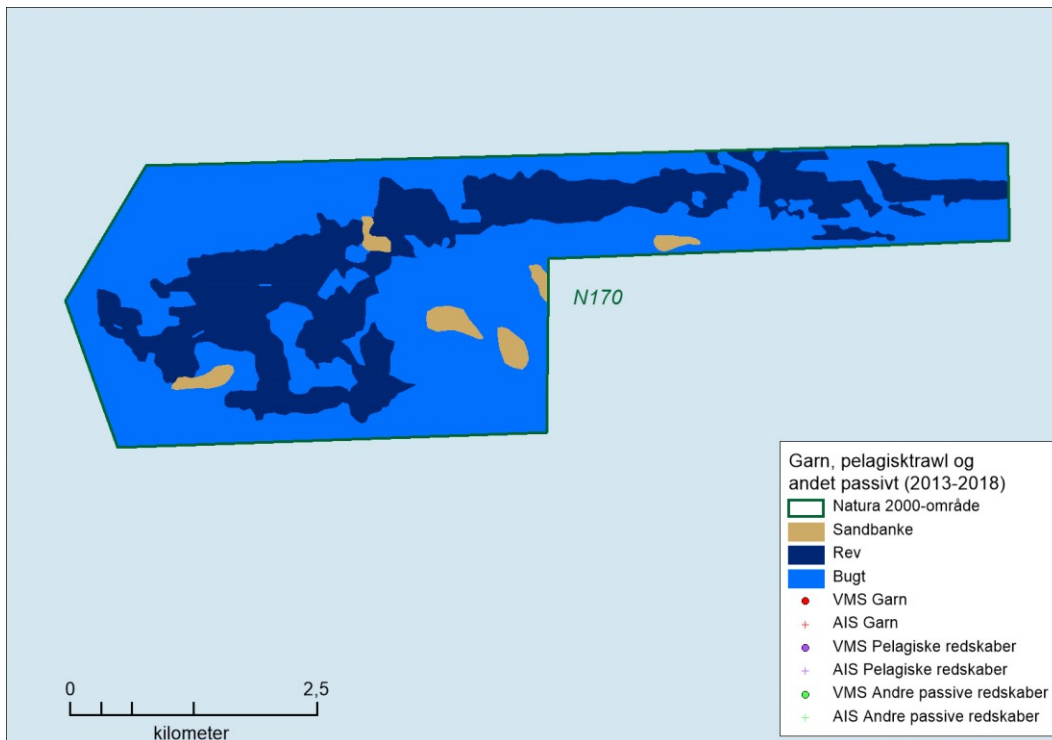 N170
Garn, pelagisktrawl og
andet passivt (2013-2018)
Natura 2000-område
Sandbanke
Rev
Bugt
VMS Garn
AIS Garn
VMS Pelagiske redskaber
AIS Pelagiske redskaber
VMS Andre passive redskaber
AIS Andre passive redskaber
0 2,5
kilometer